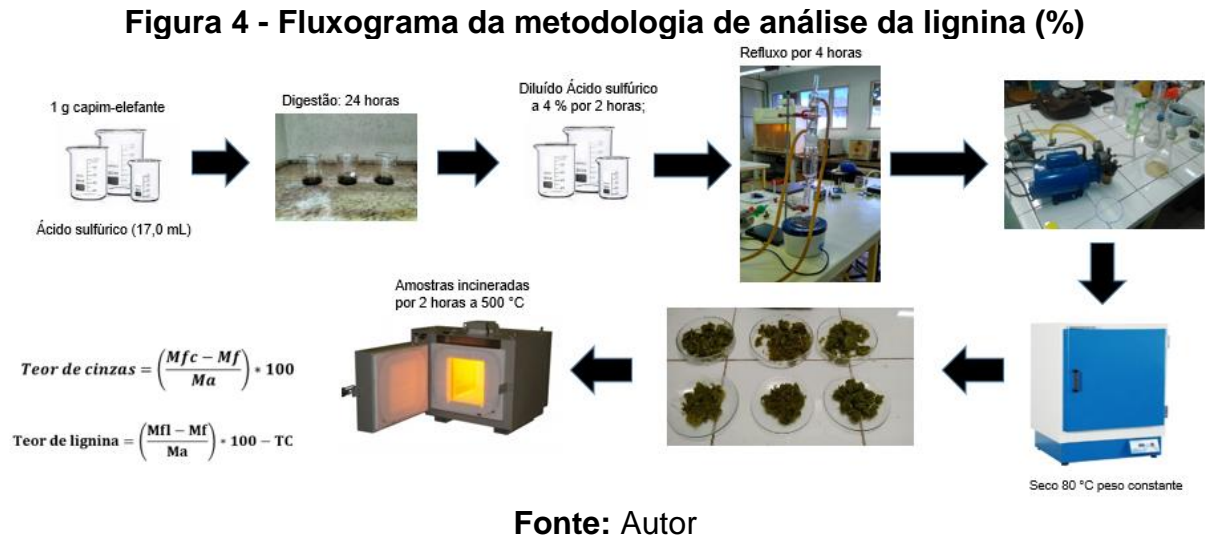 Figura 4 - Fluxograma da metodologia de análise da lignina (%)
1 g capim-elefante
Ácido sulfúrico (17,0 mL)
Digestão: 24 horas
Diluído Ácido sulfúrico
a 4 % por 2 horas;
Refluxo por 4 horas
Seco 80 °C peso constante
Amostras incineradas
por 2 horas a 500 °C
Teor de cinzas = ((Mfc − Mf) / Ma) ∗ 100
Teor de lignina = ((Mfl − Mf) / Ma) ∗ 100 − TC
Fonte: Autor